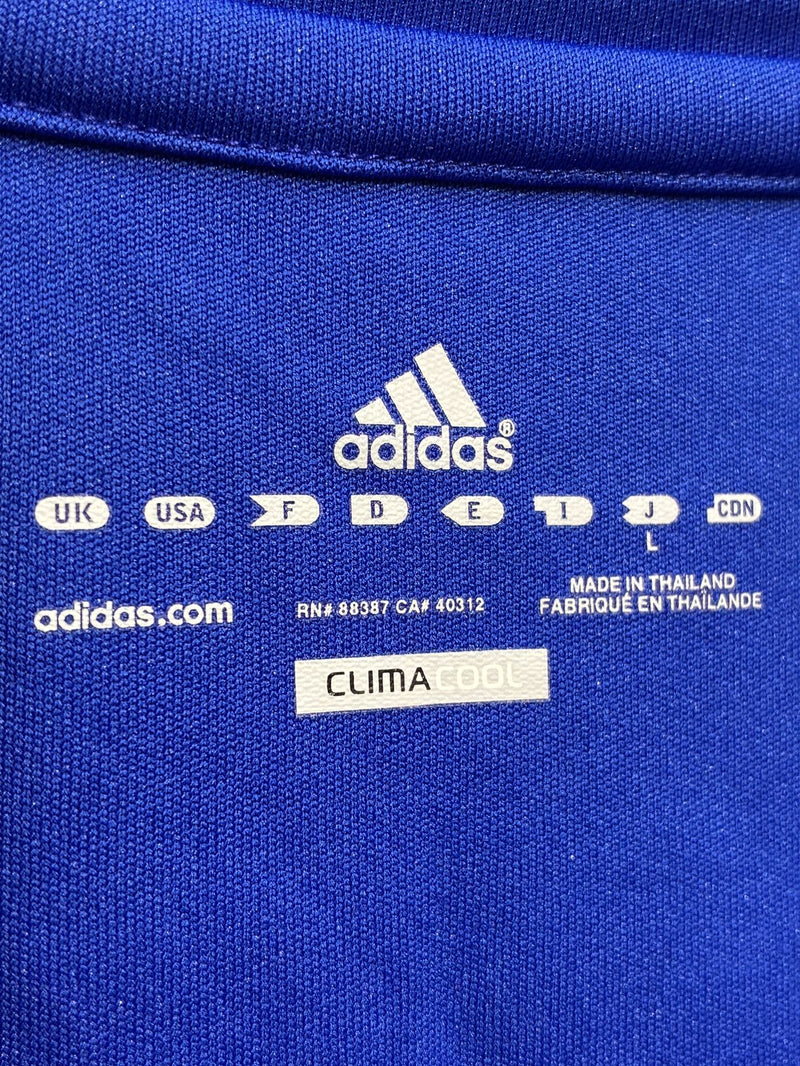 adidas®
UK USA F D E I J CDN
L
adidas.com
RN# 88387 CA# 40312
MADE IN THAILAND
FABRIQUÉ EN THAÏLANDE
CLIMACOOL